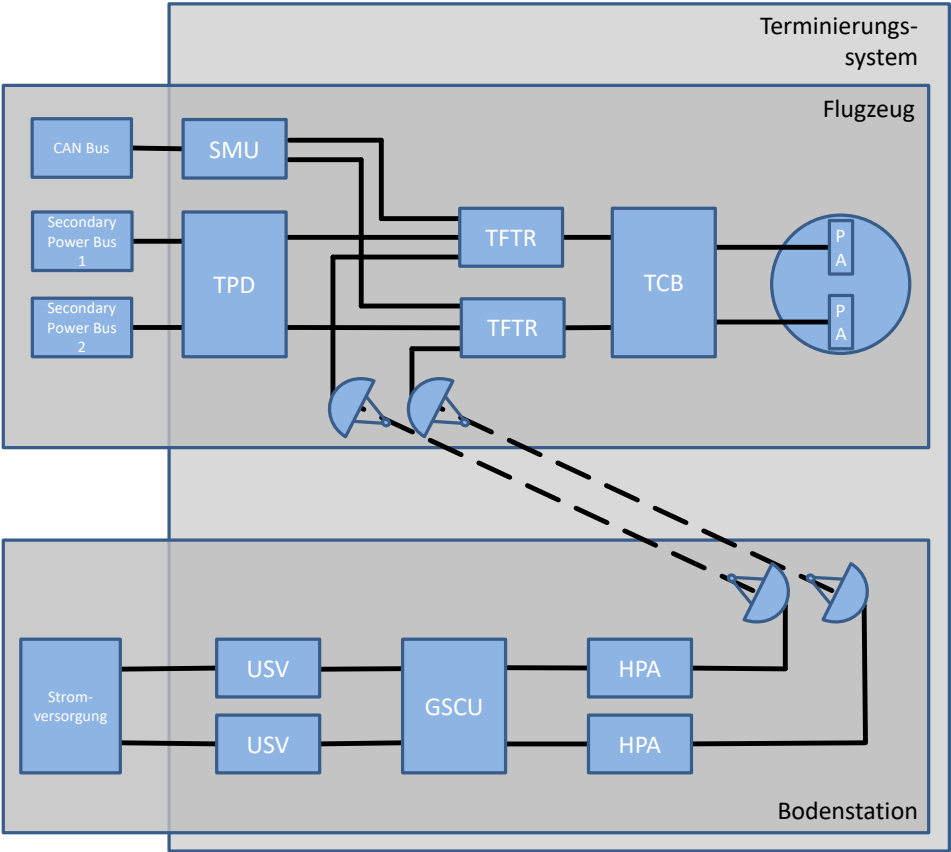 Terminierungs-
system
Flugzeug
CAN Bus
SMU
Secondary
Power Bus
1
TPD
TFTR
TCB
P
A
Secondary
Power Bus
2
TFTR
P
A
Strom-
versorgung
USV
GSCU
HPA
USV
HPA
Bodenstation